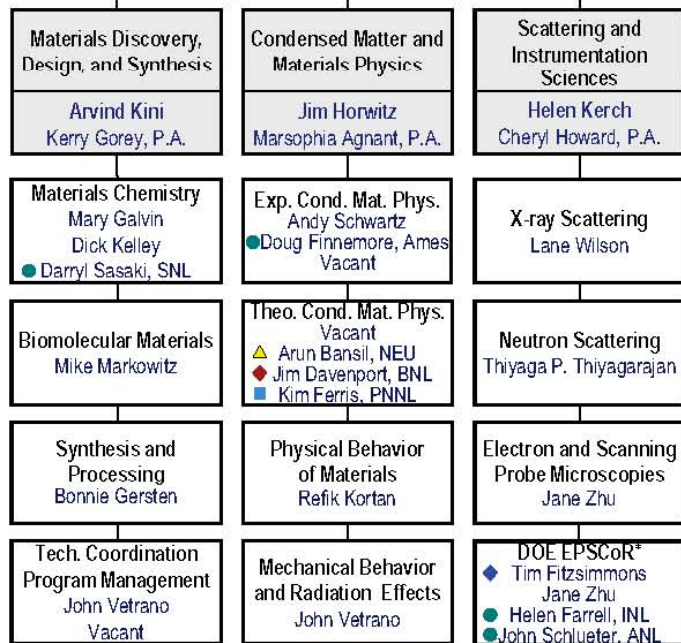 Materials Discovery,
Design, and Synthesis
Arvind Kini
Kerry Gorey, P.A.
Materials Chemistry
Mary Galvin
Dick Kelley
Darryl Sasaki, SNL
Biomolecular Materials
Mike Markowitz
Synthesis and
Processing
Bonnie Gersten
Tech. Coordination
Program Management
John Vetrano
Vacant
Condensed Matter and
Materials Physics
Jim Horwitz
Marsophia Agnant, P.A.
Exp. Cond. Mat. Phys.
Andy Schwartz
Doug Finnemore, Ames
Vacant
Theo. Cond. Mat. Phys.
Vacant
Arun Bansil, NEU
Jim Davenport, BNL
Kim Ferris, PNNL
Physical Behavior
of Materials
Refik Kortan
Mechanical Behavior
and Radiation Effects
John Vetrano
Scattering and
Instrumentation
Sciences
Helen Kerch
Cheryl Howard, P.A.
X-ray Scattering
Lane Wilson
Neutron Scattering
Thiyaga P. Thiyagarajan
Electron and Scanning
Probe Microscopies
Jane Zhu
DOE EPSCoR*
Tim Fitzsimmons
Jane Zhu
Helen Farrell, INL
John Schlueter, ANL